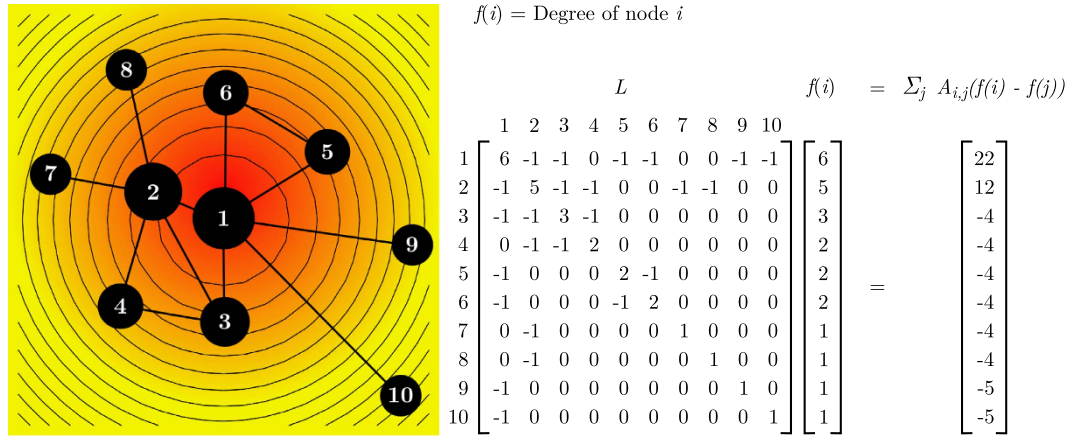 f(i) = Degree of node i
L f(i) = Σj Ai,j(f(i) - f(j))
1 2 3 4 5 6 7 8 9 10
1 6 -1 -1 0 -1 -1 0 0 -1 -1 6 22
2 -1 5 -1 -1 0 0 -1 -1 0 0 5 12
3 -1 -1 3 -1 0 0 0 0 0 0 3 -4
4 0 -1 -1 2 0 0 0 0 0 0 2 -4
5 -1 0 0 0 2 -1 0 0 0 0 2 -4
=
6 -1 0 0 0 -1 2 0 0 0 0 2 -4
7 0 -1 0 0 0 0 1 0 0 0 1 -4
8 0 -1 0 0 0 0 0 1 0 0 1 -4
9 -1 0 0 0 0 0 0 0 1 0 1 -5
10 -1 0 0 0 0 0 0 0 0 1 1 -5
8
6
5
7
2
1
9
4
3
10